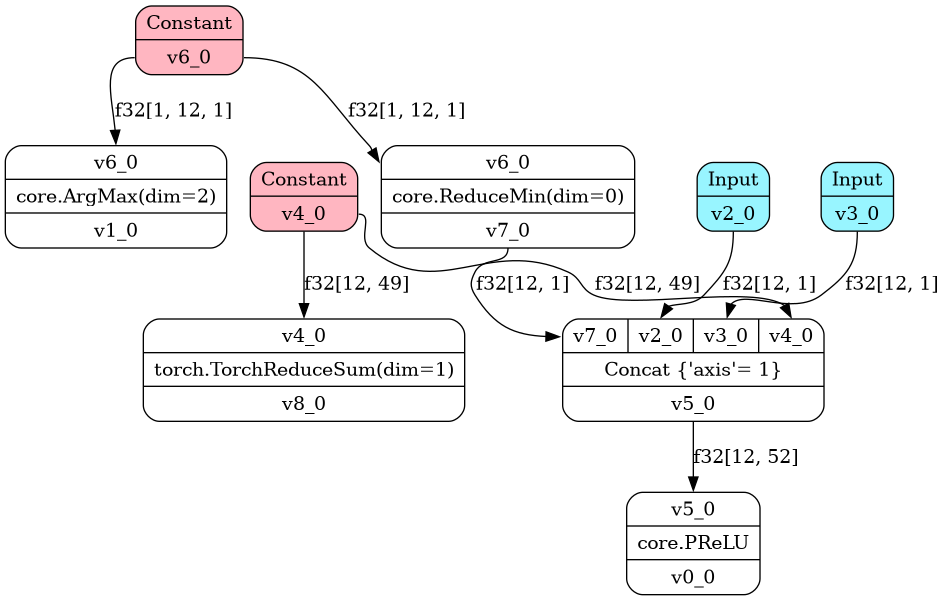 Constant
v6_0
f32[1, 12, 1]
f32[1, 12, 1]
v6_0
core.ArgMax(dim=2)
v1_0
Constant
v4_0
v6_0
core.ReduceMin(dim=0)
v7_0
Input
v2_0
Input
v3_0
f32[12, 49]
f32[12, 1]
f32[12, 49]
f32[12, 1]
f32[12, 1]
v4_0
torch.TorchReduceSum(dim=1)
v8_0
v7_0
v2_0
v3_0
v4_0
Concat {'axis'= 1}
v5_0
f32[12, 52]
v5_0
core.PReLU
v0_0